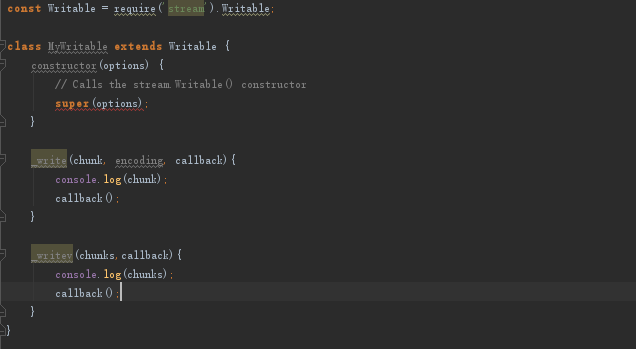 const Writable = require('stream').Writable;
class MyWritable extends Writable {
constructor(options) {
// Calls the stream.Writable() constructor
super(options);
}
_write(chunk, encoding, callback){
console.log(chunk);
callback();
}
_writev(chunks,callback){
console.log(chunks);
callback();
}
}